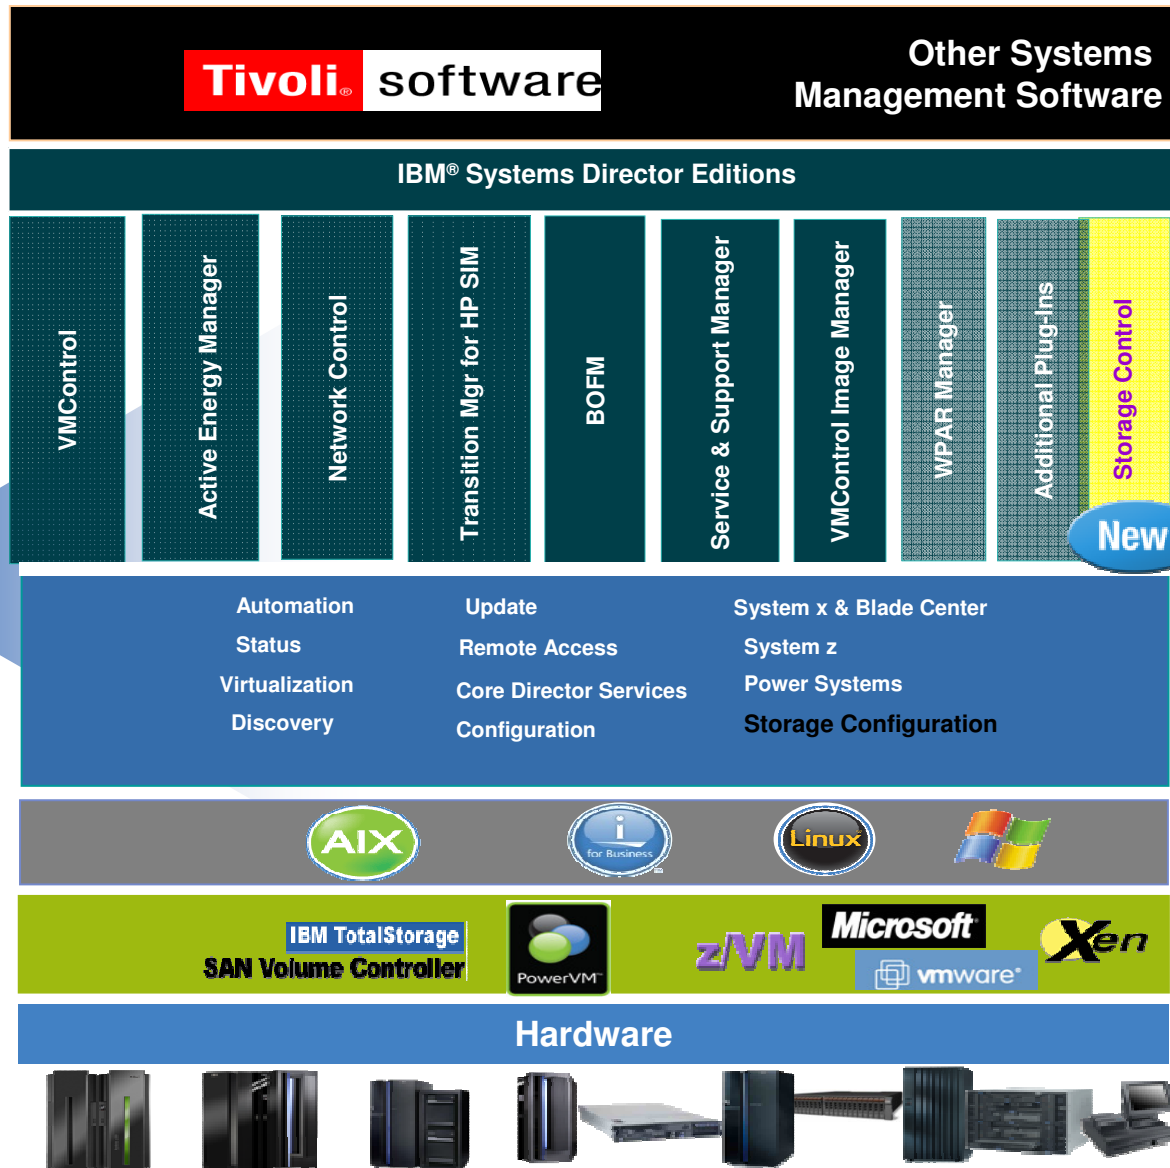 Tivoli® software
Other Systems
Management Software
IBM® Systems Director Editions
VMControl
Active Energy Manager
Network Control
Transition Mgr for HP SIM
BOFM
Service & Support Manager
VMControl Image Manager
WPAR Manager
Additional Plug-Ins
Storage Control
New
Automation
Status
Virtualization
Discovery
Update
Remote Access
Core Director Services
Configuration
System x & Blade Center
System z
Power Systems
Storage Configuration
AIX
i
for Business
Linux
IBM TotalStorage
SAN Volume Controller
PowerVM™
z/VM
Microsoft®
vmware®
Xen
Hardware